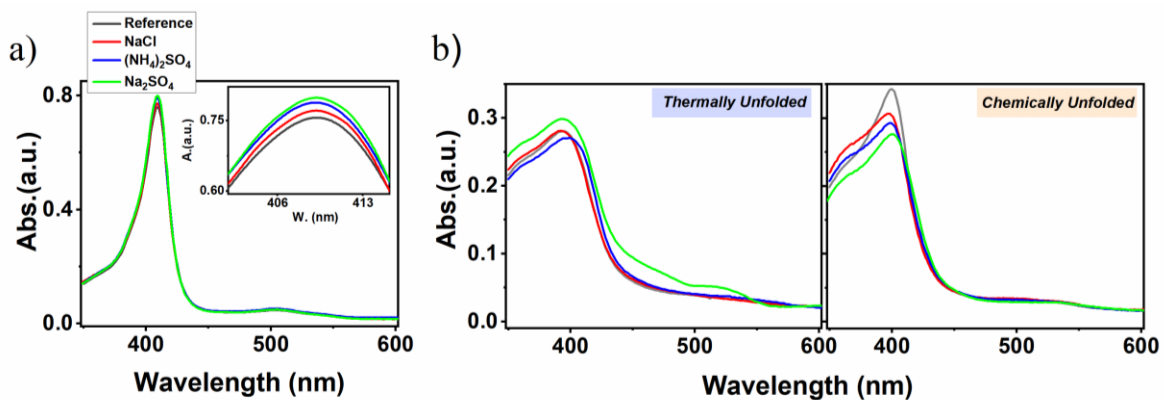 a)
Reference
NaCl
(NH₄)₂SO₄
Na₂SO₄
0.8
0.4
0.0
Abs.(a.u.)
400
500
600
Wavelength (nm)
0.75
0.60
A.(a.u.)
406
413
W. (nm)
b)
Thermally Unfolded
0.3
0.2
0.1
0.0
Abs.(a.u.)
400
500
600
Wavelength (nm)
Chemically Unfolded
400
500
600
Wavelength (nm)